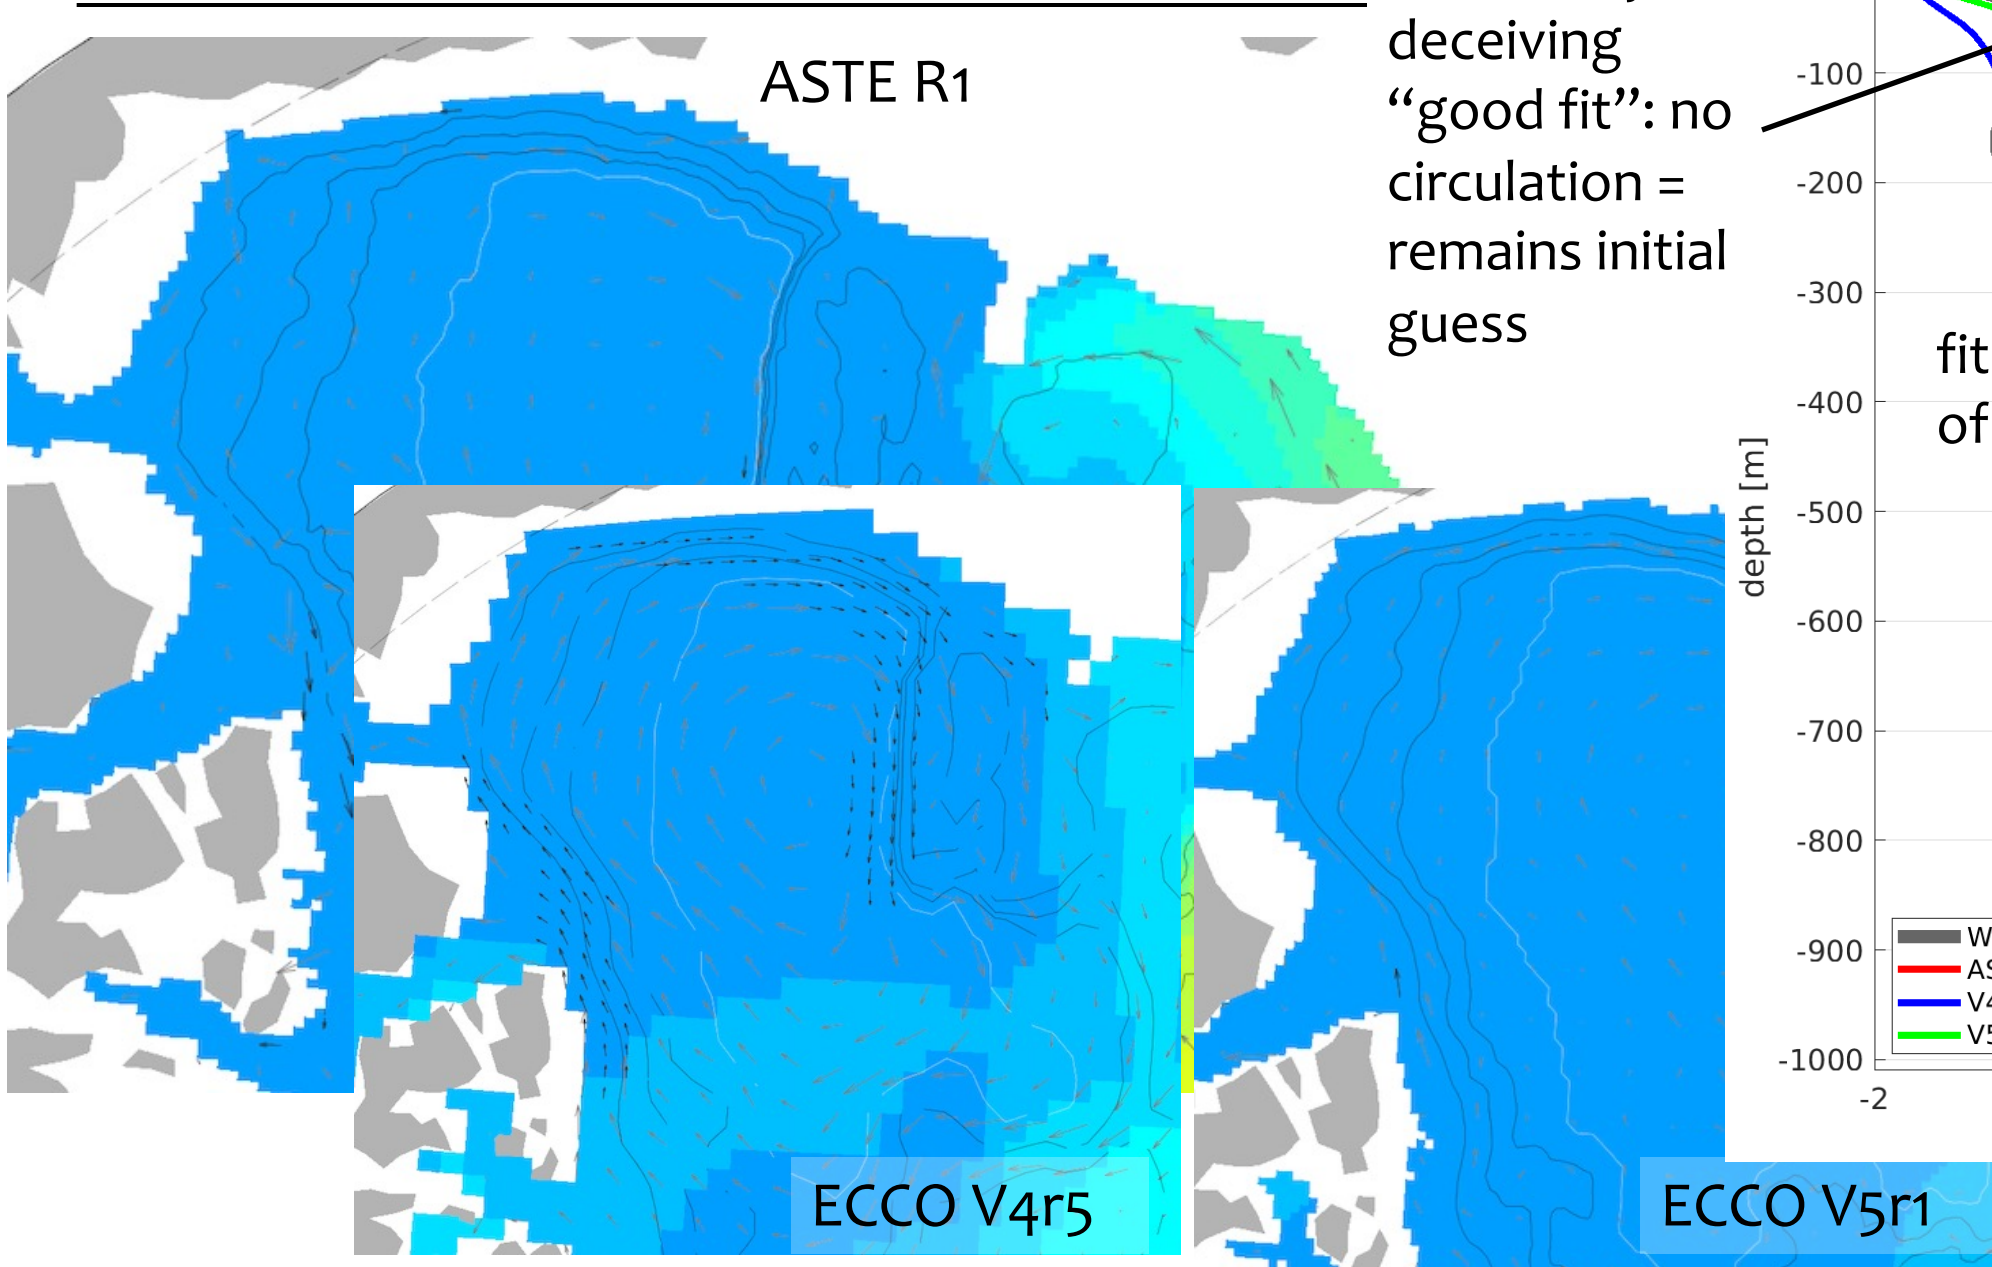 ASTE R1
deceiving
“good fit”: no
circulation =
remains initial
guess
-100
-200
-300
-400
-500
-600
-700
-800
-900
-1000
-2
depth [m]
fit
of
ECCO V4r5
ECCO V5r1